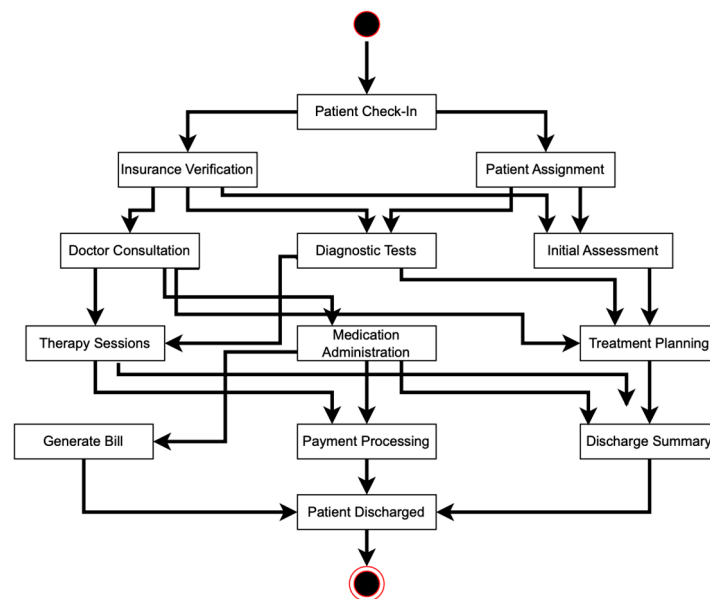 Patient Check-In
Insurance Verification
Patient Assignment
Doctor Consultation
Diagnostic Tests
Initial Assessment
Therapy Sessions
Medication
Administration
Treatment Planning
Generate Bill
Payment Processing
Discharge Summary
Patient Discharged